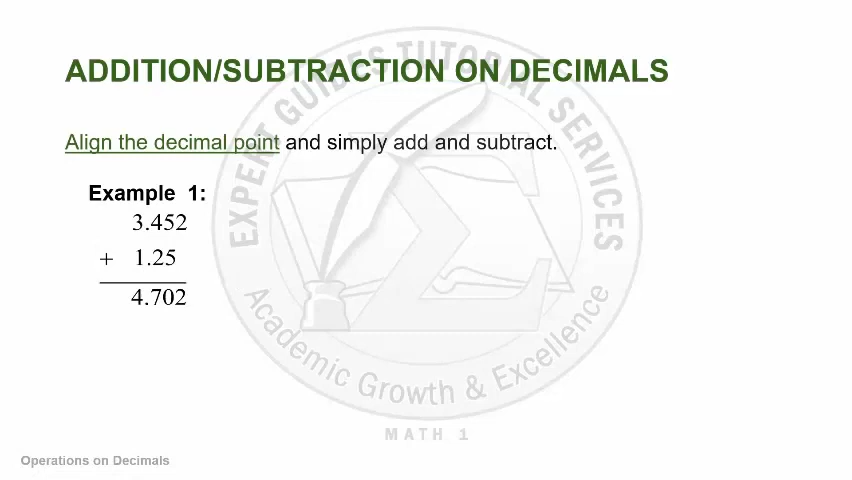 ADDITION/SUBTRACTION ON DECIMALS
Align the decimal point and simply add and subtract.
Example 1:
3.452
+ 1.25
4.702
EXPERT GUIDES TUTORIAL SERVICES
Σ
Academic Growth & Excellence
MATH 1
Operations on Decimals